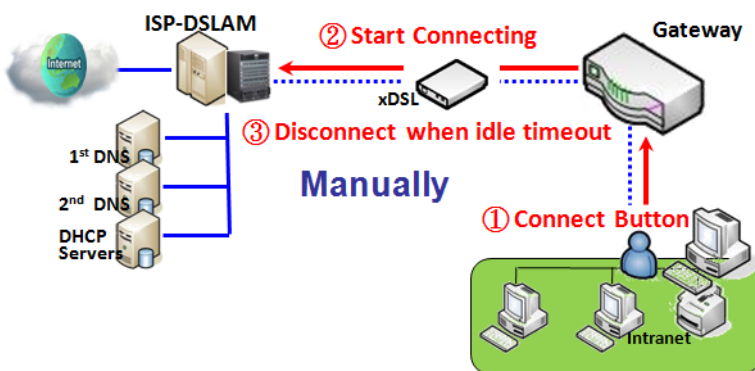 ISP-DSLAM
Internet
② Start Connecting
Gateway
xDSL
③ Disconnect when idle timeout
1st DNS
2nd DNS
DHCP
Servers
Manually
① Connect Button
Intranet